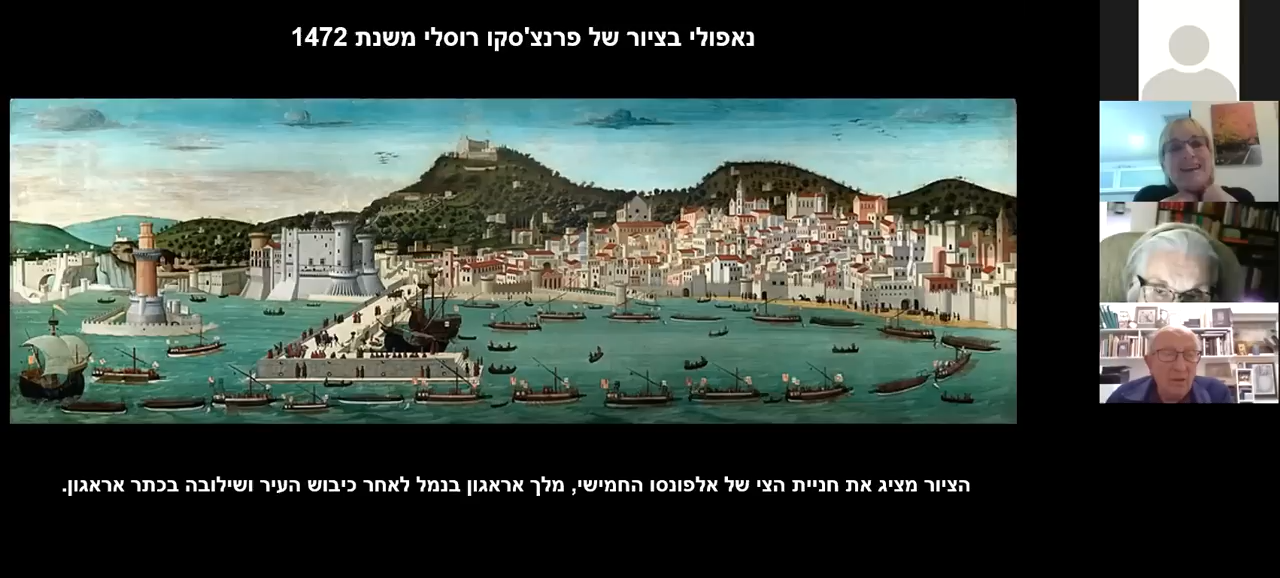 נאפולי בציור של פרנצ'סקו רוסלי משנת 1472
הציור מציג את חניית הצי של אלפונסו החמישי, מלך אראגון בנמל לאחר כיבוש העיר ושילובה בכתר אראגון.